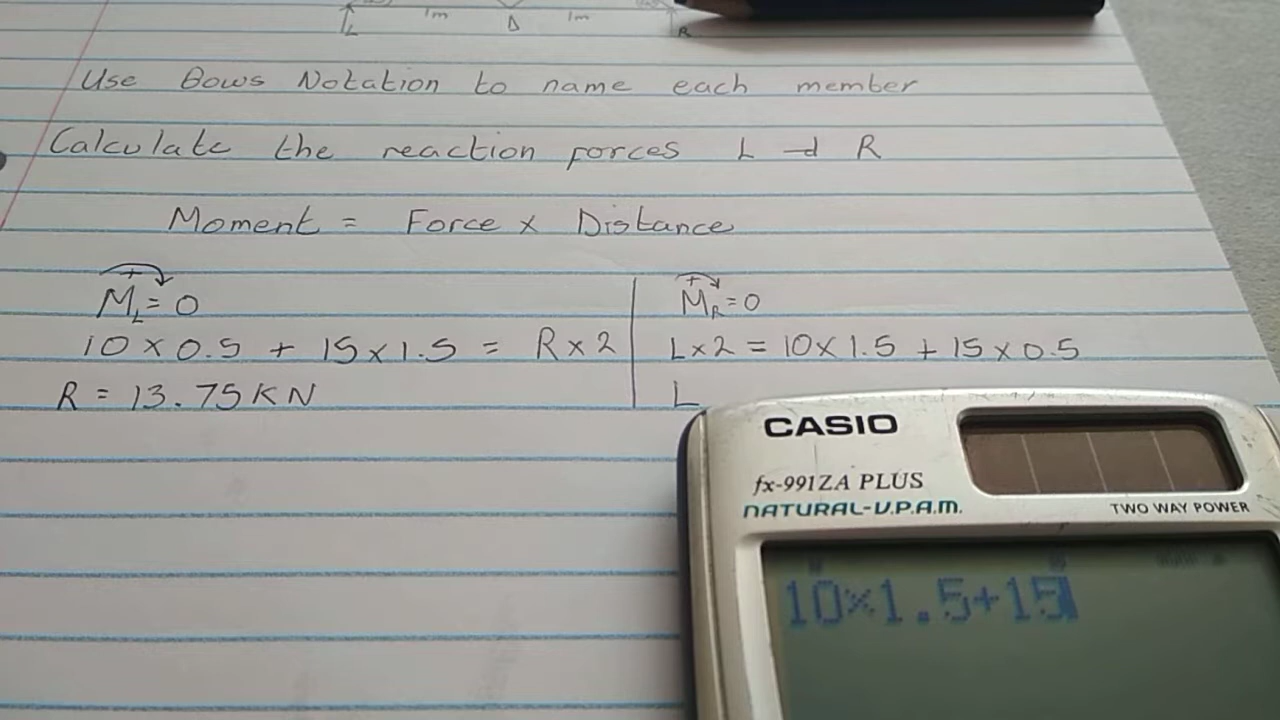 L 1m D 1m R
Use Bows Notation to name each member
Calculate the reaction forces L d R
Moment = Force x Distance
+
M_L = 0
10 x 0.5 + 15 x 1.5 = R x 2
R = 13.75 KN
+
M_R = 0
L x 2 = 10 x 1.5 + 15 x 0.5
L
CASIO
fx-991ZA PLUS
NATURAL-V.P.A.M.
TWO WAY POWER
10×1.5+15